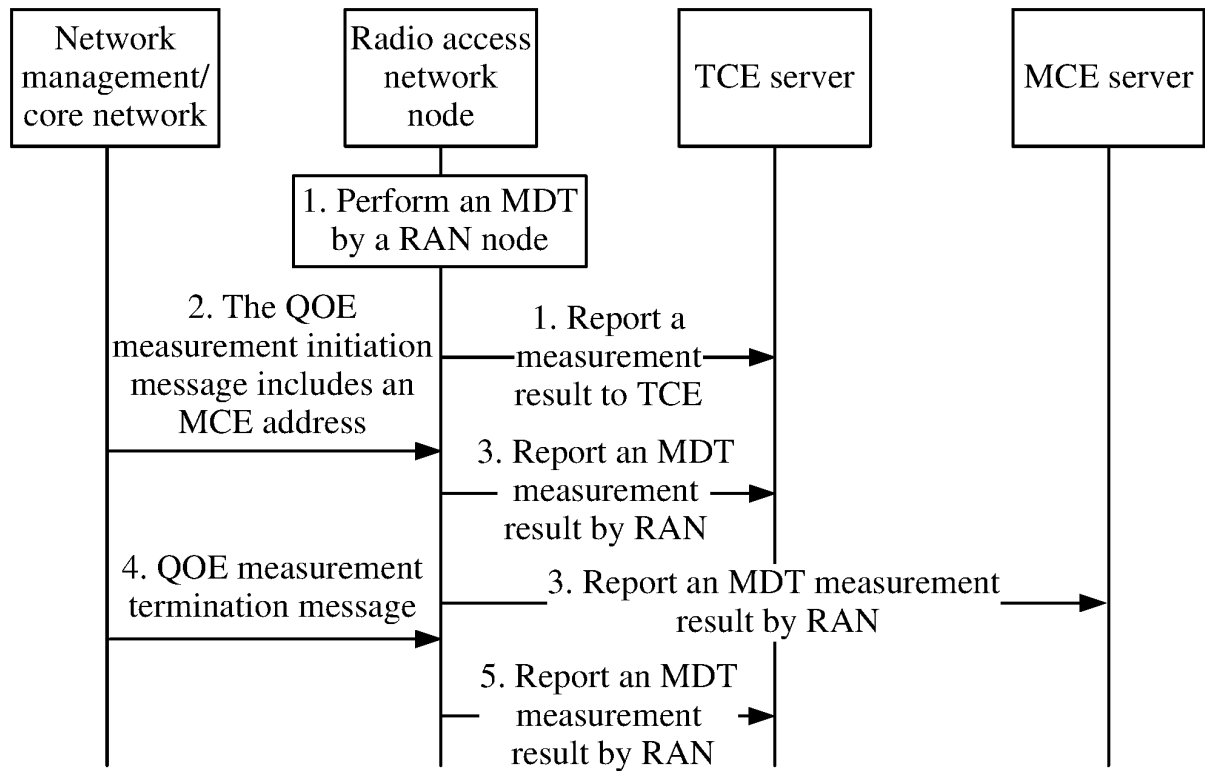 Network
management/
core network
Radio access
network
node
TCE server
MCE server
1. Perform an MDT
by a RAN node
2. The QOE
measurement initiation
message includes an
MCE address
1. Report a
measurement
result to TCE
3. Report an MDT
measurement
result by RAN
4. QOE measurement
termination message
3. Report an MDT measurement
result by RAN
5. Report an MDT
measurement
result by RAN